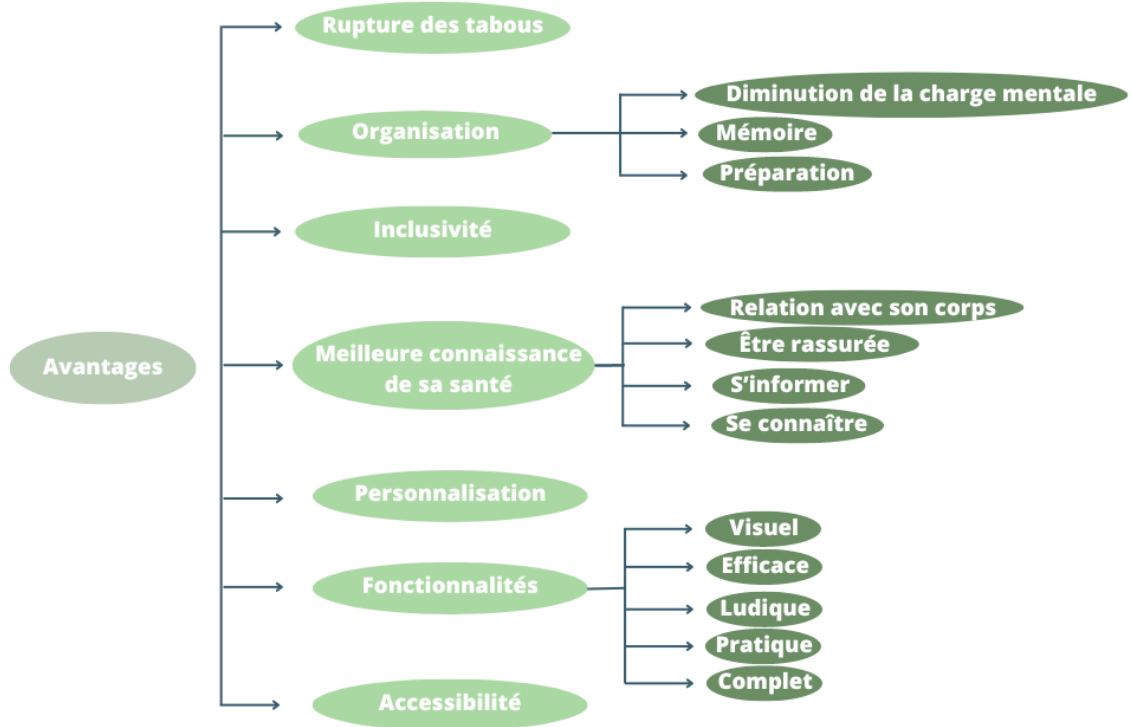 Avantages
Rupture des tabous
Organisation
Diminution de la charge mentale
Mémoire
Préparation
Inclusivité
Meilleure connaissance
de sa santé
Relation avec son corps
Être rassurée
S’informer
Se connaître
Personnalisation
Fonctionnalités
Visuel
Efficace
Ludique
Pratique
Complet
Accessibilité